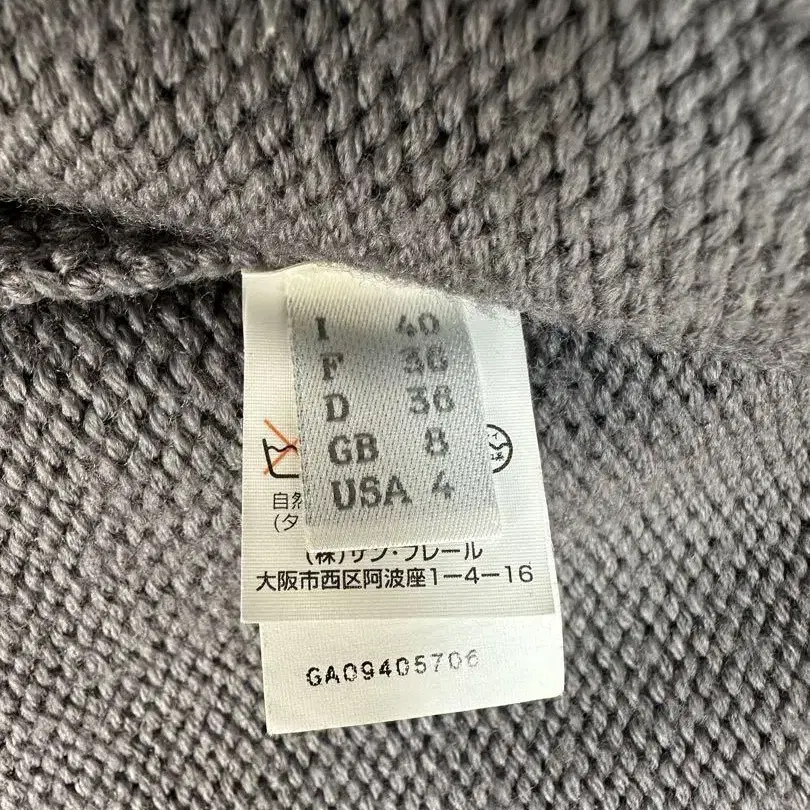 I 40
F 36
D 36
GB 8
USA 4
自然
(タ
(株)サン・フレール
大阪市西区阿波座1-4-16
GA09405706